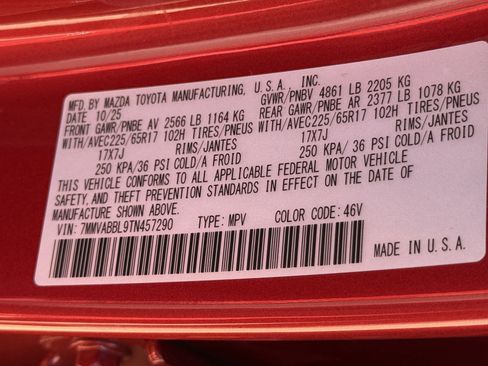 MFD. BY MAZDA TOYOTA MANUFACTURING, U.S.A., INC.
DATE 10/25 GVWR/PNBV 4861 LB 2205 KG
FRONT GAWR/PNBE AV 2566 LB 1164 KG REAR GAWR/PNBE AR 2377 LB 1078 KG
WITH/AVEC225/65R17 102H TIRES/PNEUS WITH/AVEC225/65R17 102H TIRES/PNEUS
17X7J RIMS/JANTES 17X7J RIMS/JANTES
250 KPA/36 PSI COLD/A FROID 250 KPA/36 PSI COLD/A FROID
THIS VEHICLE CONFORMS TO ALL APPLICABLE FEDERAL MOTOR VEHICLE
SAFETY, AND THEFT PREVENTION STANDARDS IN EFFECT ON THE DATE OF
MANUFACTURE SHOWN ABOVE.
VIN: 7MMVABBL9TN457290 TYPE: MPV COLOR CODE: 46V
MADE IN U.S.A.